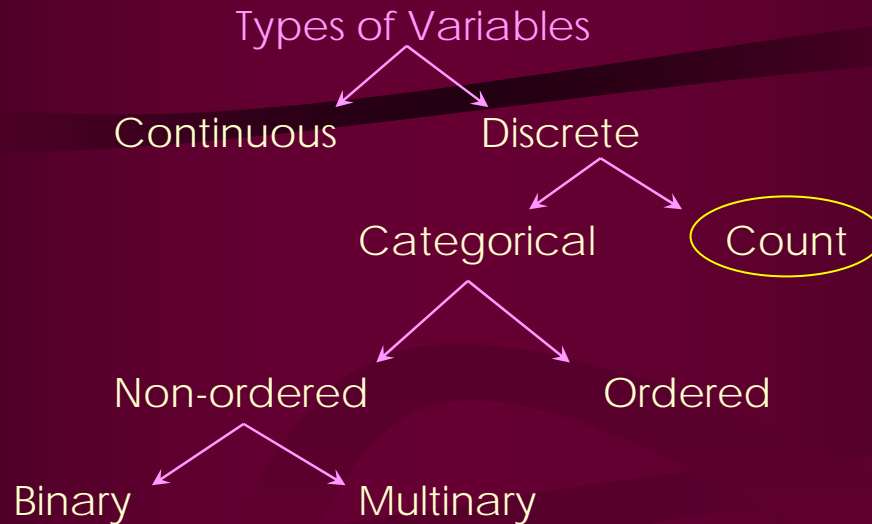 Types of Variables
Continuous Discrete
Categorical Count
Non-ordered Ordered
Binary Multinary